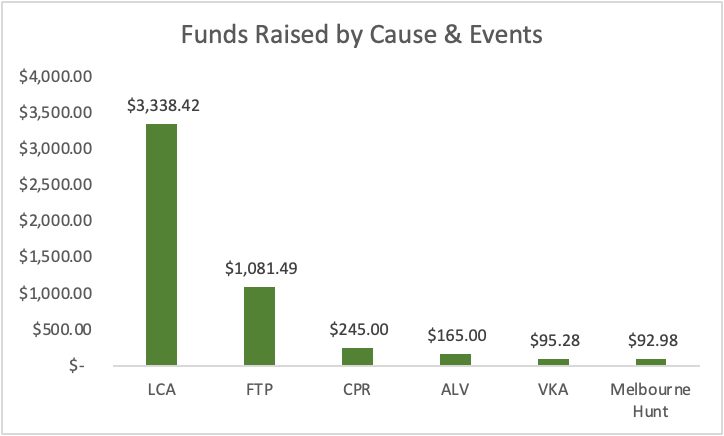 Funds Raised by Cause & Events
$4,000.00
$3,500.00
$3,000.00
$2,500.00
$2,000.00
$1,500.00
$1,000.00
$500.00
$-
$3,338.42
$1,081.49
$245.00
$165.00
$95.28
$92.98
LCA
FTP
CPR
ALV
VKA
Melbourne
Hunt